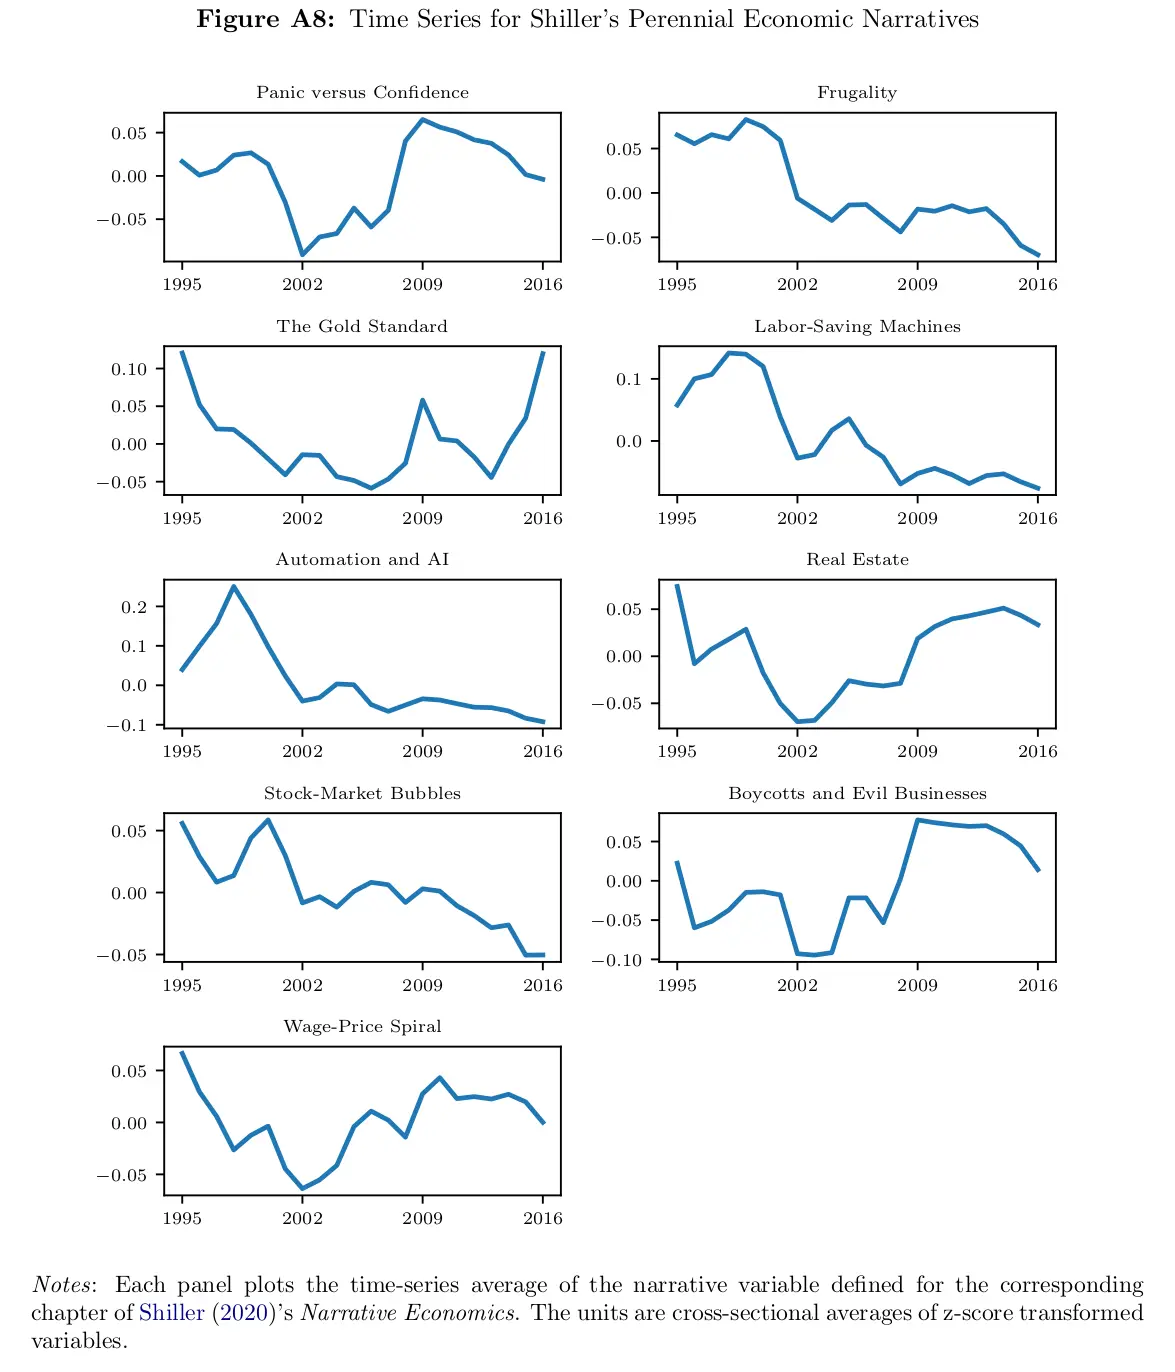 Figure A8: Time Series for Shiller's Perennial Economic Narratives
Panic versus Confidence
0.05
0.00
−0.05
1995 2002 2009 2016
Frugality
0.05
0.00
−0.05
1995 2002 2009 2016
The Gold Standard
0.10
0.05
0.00
−0.05
1995 2002 2009 2016
Labor-Saving Machines
0.1
0.0
1995 2002 2009 2016
Automation and AI
0.2
0.1
0.0
−0.1
1995 2002 2009 2016
Real Estate
0.05
0.00
−0.05
1995 2002 2009 2016
Stock-Market Bubbles
0.05
0.00
−0.05
1995 2002 2009 2016
Boycotts and Evil Businesses
0.05
0.00
−0.05
−0.10
1995 2002 2009 2016
Wage-Price Spiral
0.05
0.00
−0.05
1995 2002 2009 2016
Notes: Each panel plots the time-series average of the narrative variable defined for the corresponding
chapter of Shiller (2020)'s Narrative Economics. The units are cross-sectional averages of z-score transformed
variables.